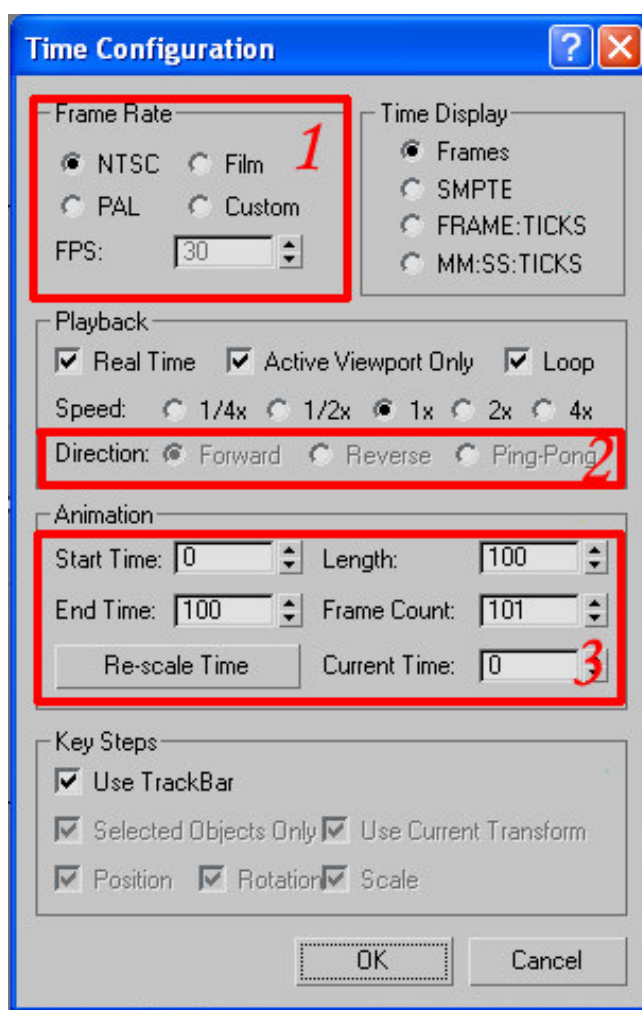 Time Configuration
Frame Rate
1
NTSC Film
PAL Custom
FPS: 30
Time Display
Frames
SMPTE
FRAME:TICKS
MM:SS:TICKS
Playback
Real Time Active Viewport Only Loop
Speed: 1/4x 1/2x 1x 2x 4x
Direction: Forward Reverse Ping-Pong
2
Animation
Start Time: 0 Length: 100
End Time: 100 Frame Count: 101
Re-scale Time Current Time: 0
3
Key Steps
Use TrackBar
Selected Objects Only Use Current Transform
Position Rotation Scale
OK Cancel